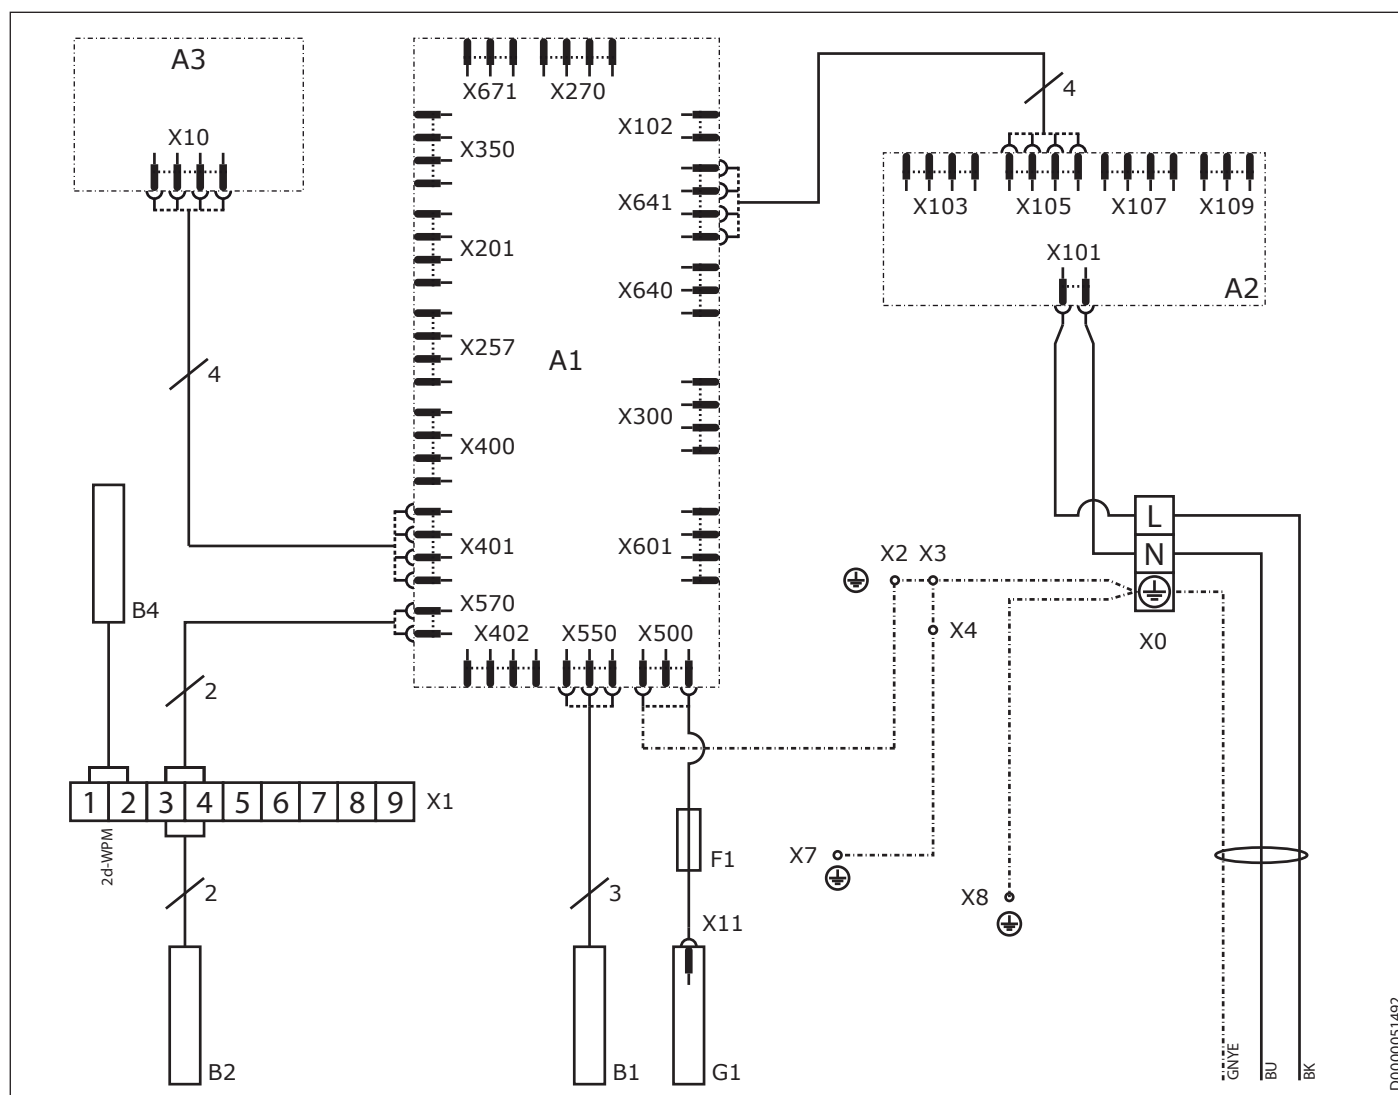 A3
X10
4
X671
X270
X350
X201
X257
X400
X401
X570
X402
X550
X500
X102
X641
X640
A1
X300
X601
4
X103
X105
X107
X109
X101
A2
L
N
X0
X2
X3
X4
X7
X8
B4
2
1
2
3
4
5
6
7
8
9
X1
2d-WPM
2
B2
3
B1
F1
X11
G1
GNYE
BU
BK
D0000051492